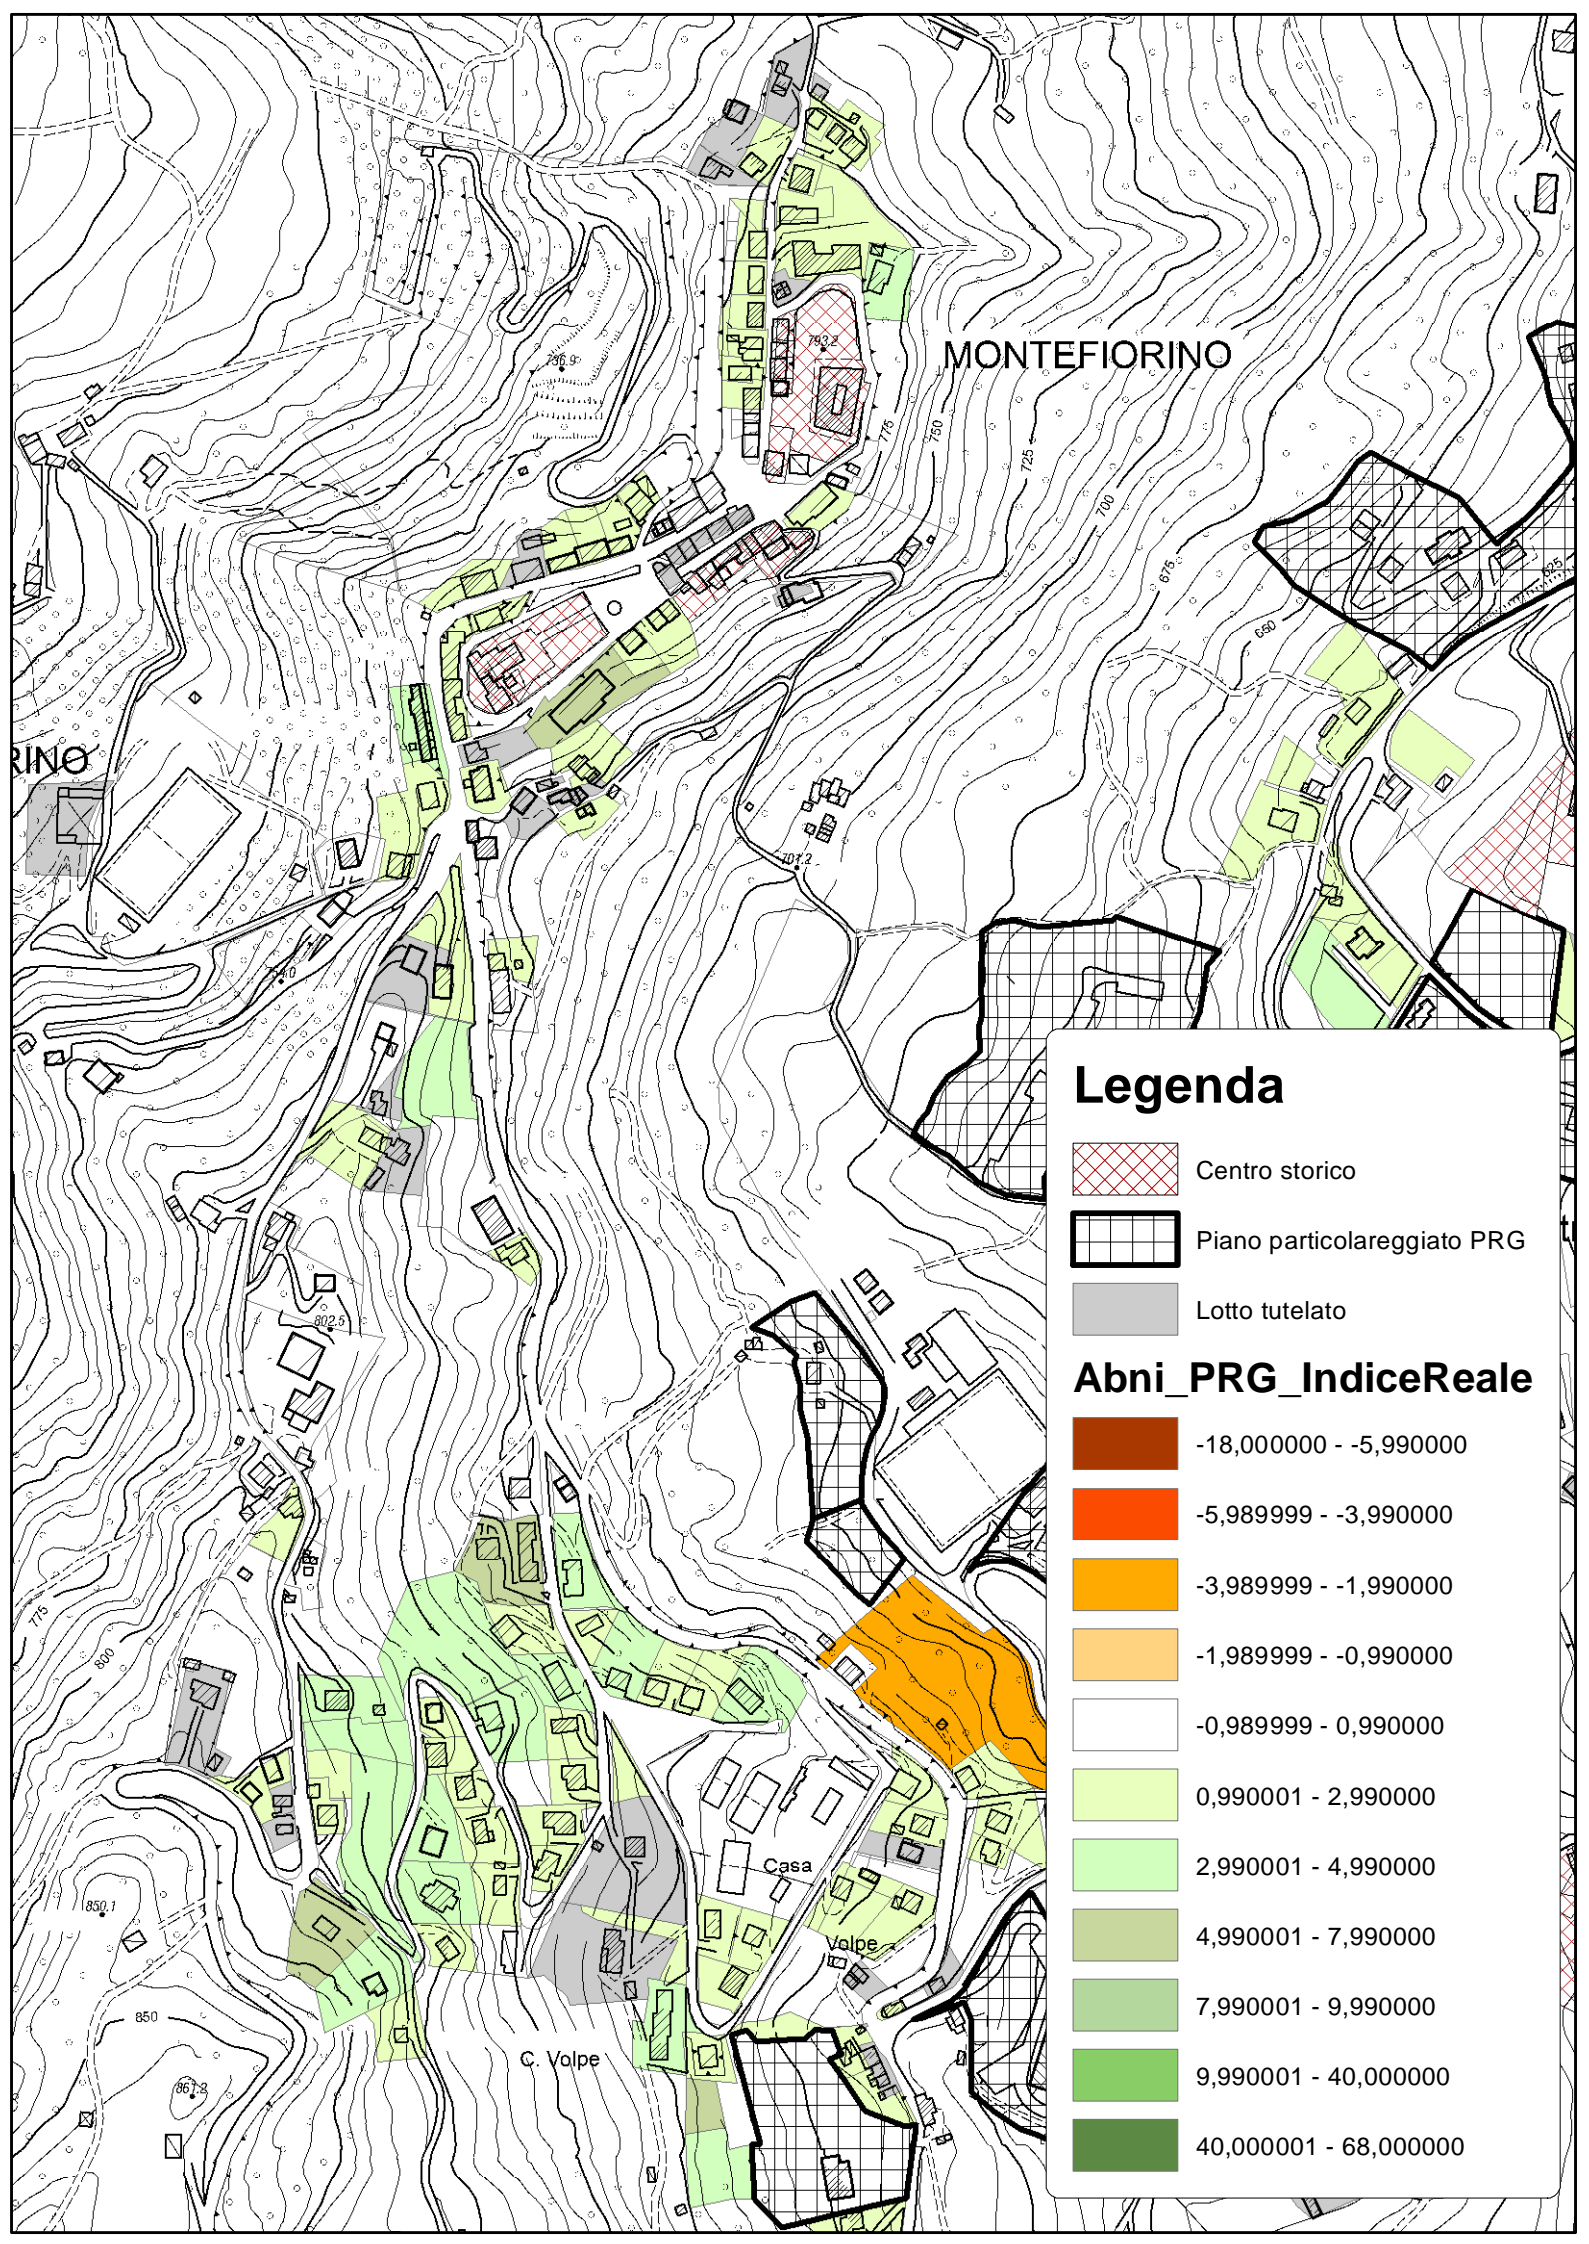 793.2
736.9
MONTEFIORINO
775
750
725
700
675
650
625
RINO
701.2
754.0
802.5
775
800
850.1
850
861.2
Casa
Volpe
C. Volpe
Legenda
Centro storico
Piano particolareggiato PRG
Lotto tutelato
Abni_PRG_IndiceReale
-18,000000 - -5,990000
-5,989999 - -3,990000
-3,989999 - -1,990000
-1,989999 - -0,990000
-0,989999 - 0,990000
0,990001 - 2,990000
2,990001 - 4,990000
4,990001 - 7,990000
7,990001 - 9,990000
9,990001 - 40,000000
40,000001 - 68,000000